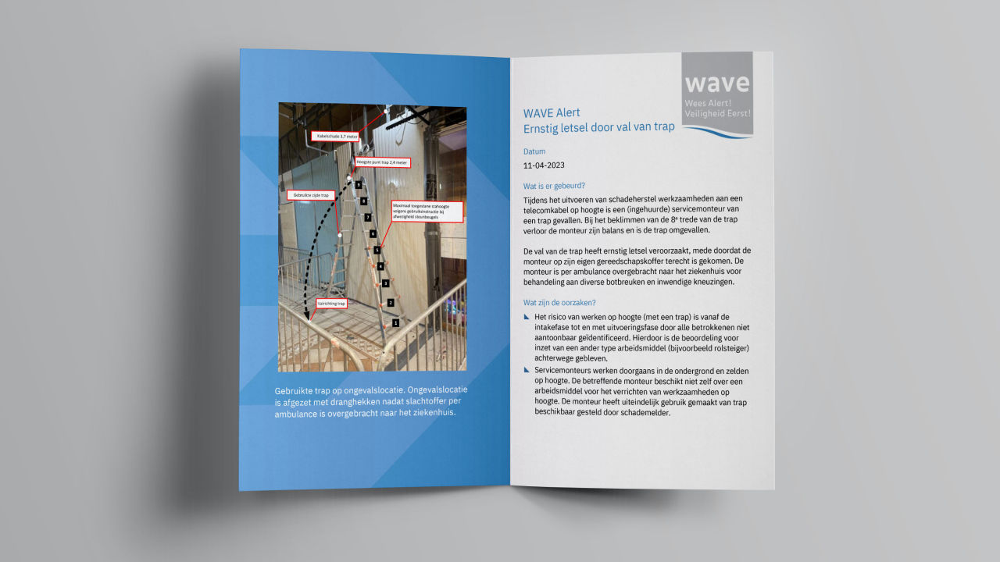 Kabelschade 3,7 meter
Hoogste punt trap 2,4 meter
9
Gebruikte zijde trap
8
Maximaal toegestane stahoogte
volgens gebruiksinstructie bij
afwezigheid steunbeugels
7
6
5
4
3
Valrichting trap
2
1
Gebruikte trap op ongevalslocatie. Ongevalslocatie
is afgezet met dranghekken nadat slachtoffer per
ambulance is overgebracht naar het ziekenhuis.
wave
Wees Alert!
Veiligheid Eerst!
WAVE Alert
Ernstig letsel door val van trap
Datum
11-04-2023
Wat is er gebeurd?
Tijdens het uitvoeren van schadeherstel werkzaamheden aan een
telecomkabel op hoogte is een (ingehuurde) servicemonteur van
een trap gevallen. Bij het beklimmen van de 8e trede van de trap
verloor de monteur zijn balans en is de trap omgevallen.
De val van de trap heeft ernstig letsel veroorzaakt, mede doordat de
monteur op zijn eigen gereedschapskoffer terecht is gekomen. De
monteur is per ambulance overgebracht naar het ziekenhuis voor
behandeling aan diverse botbreuken en inwendige kneuzingen.
Wat zijn de oorzaken?
Het risico van werken op hoogte (met een trap) is vanaf de
intakefase tot en met uitvoeringsfase door alle betrokkenen niet
aantoonbaar geïdentificeerd. Hierdoor is de beoordeling voor
inzet van een ander type arbeidsmiddel (bijvoorbeeld rolsteiger)
achterwege gebleven.
Servicemonteurs werken doorgaans in de ondergrond en zelden
op hoogte. De betreffende monteur beschikt niet zelf over een
arbeidsmiddel voor het verrichten van werkzaamheden op
hoogte. De monteur heeft uiteindelijk gebruik gemaakt van trap
beschikbaar gesteld door schademelder.